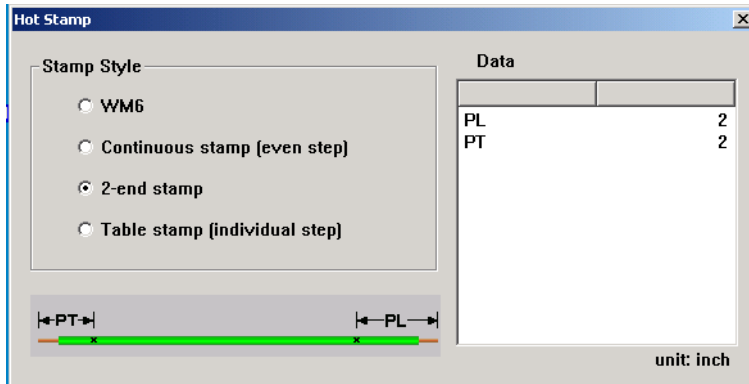 Hot Stamp
Stamp Style
WM6
Continuous stamp (even step)
2-end stamp
Table stamp (individual step)
PT
PL
Data
PL 2
PT 2
unit: inch